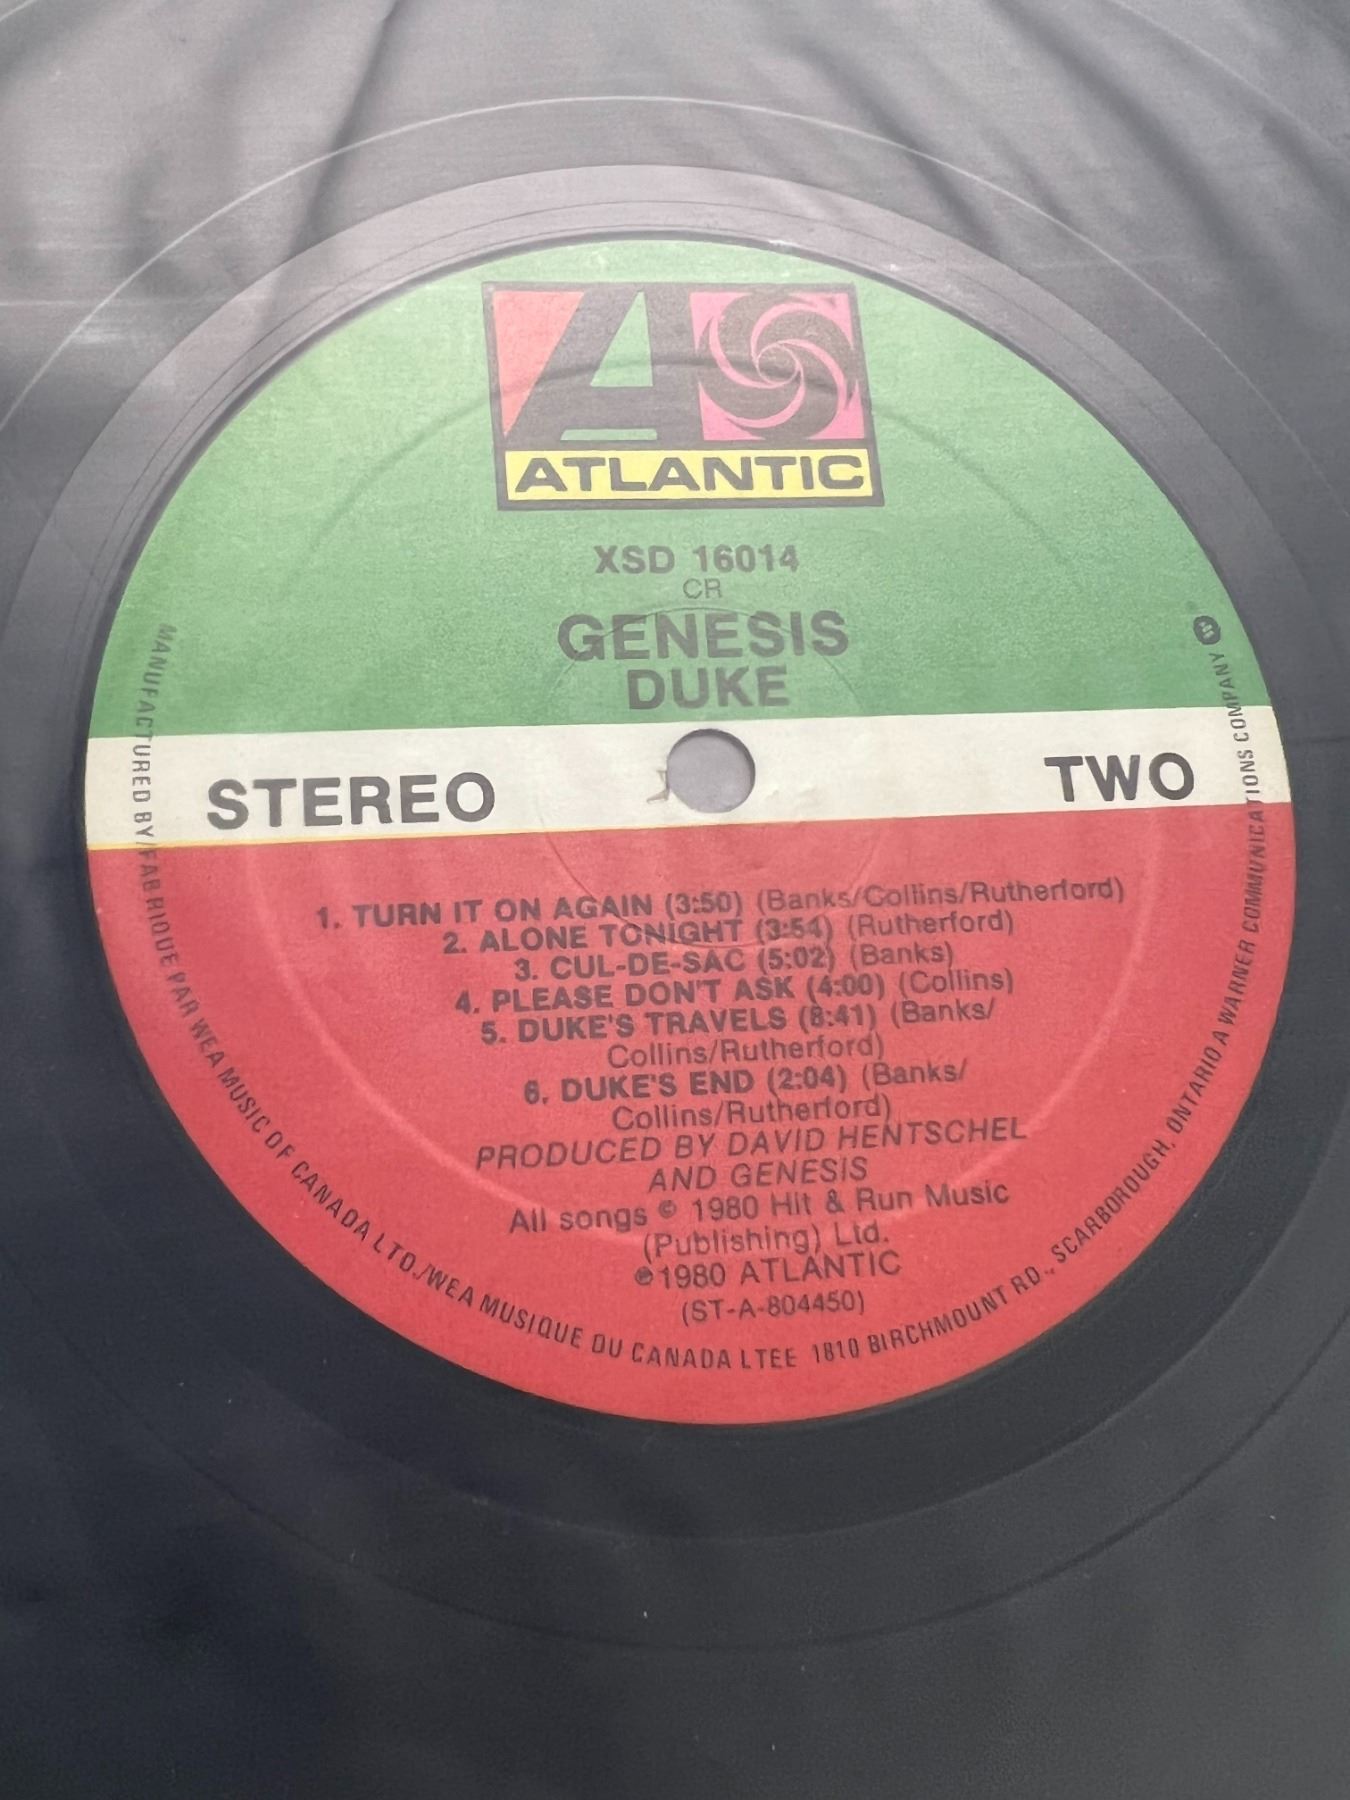 ATLANTIC
XSD 16014
CR
GENESIS
DUKE
STEREO
TWO
1. TURN IT ON AGAIN (3:50) (Banks/Collins/Rutherford)
2. ALONE TONIGHT (3:54) (Rutherford)
3. CUL-DE-SAC (5:02) (Banks)
4. PLEASE DON'T ASK (4:00) (Collins)
5. DUKE'S TRAVELS (8:41) (Banks/
Collins/Rutherford)
6. DUKE'S END (2:04) (Banks/
Collins/Rutherford)
PRODUCED BY DAVID HENTSCHEL
AND GENESIS
All songs © 1980 Hit & Run Music
(Publishing) Ltd.
℗1980 ATLANTIC
(ST-A-804450)
MANUFACTURED BY/FABRIQUE PAR WEA MUSIC OF CANADA LTD./WEA MUSIQUE DU CANADA LTEE 1810 BIRCHMOUNT RD., SCARBOROUGH, ONTARIO A WARNER COMMUNICATIONS COMPANY